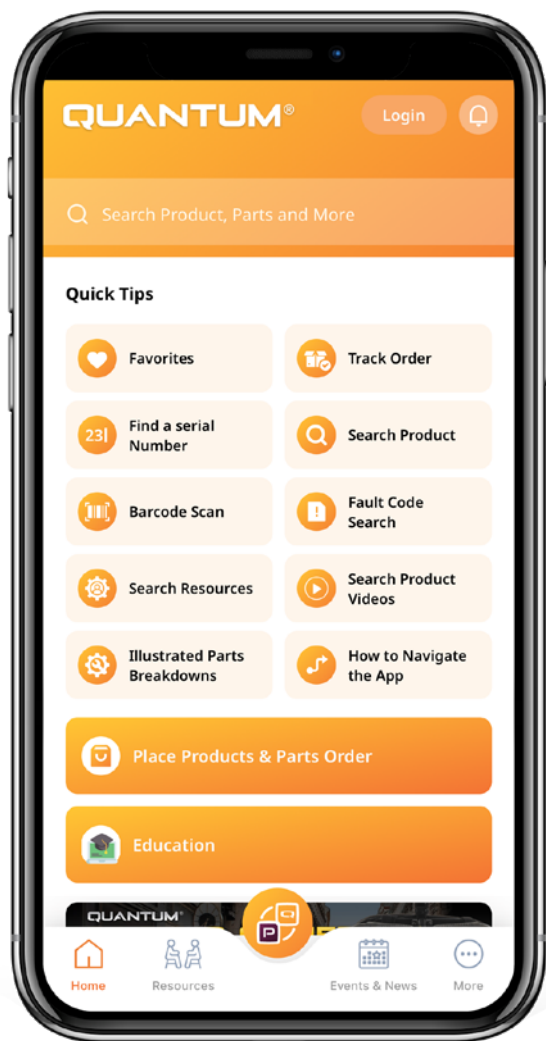 QUANTUM®
Login
Search Product, Parts and More
Quick Tips
Favorites
Track Order
Find a serial
Number
23|
Search Product
Barcode Scan
Fault Code
Search
Search Resources
Search Product
Videos
Illustrated Parts
Breakdowns
How to Navigate
the App
Place Products & Parts Order
Education
QUANTUM®
Q
P
Home
Resources
Events & News
More